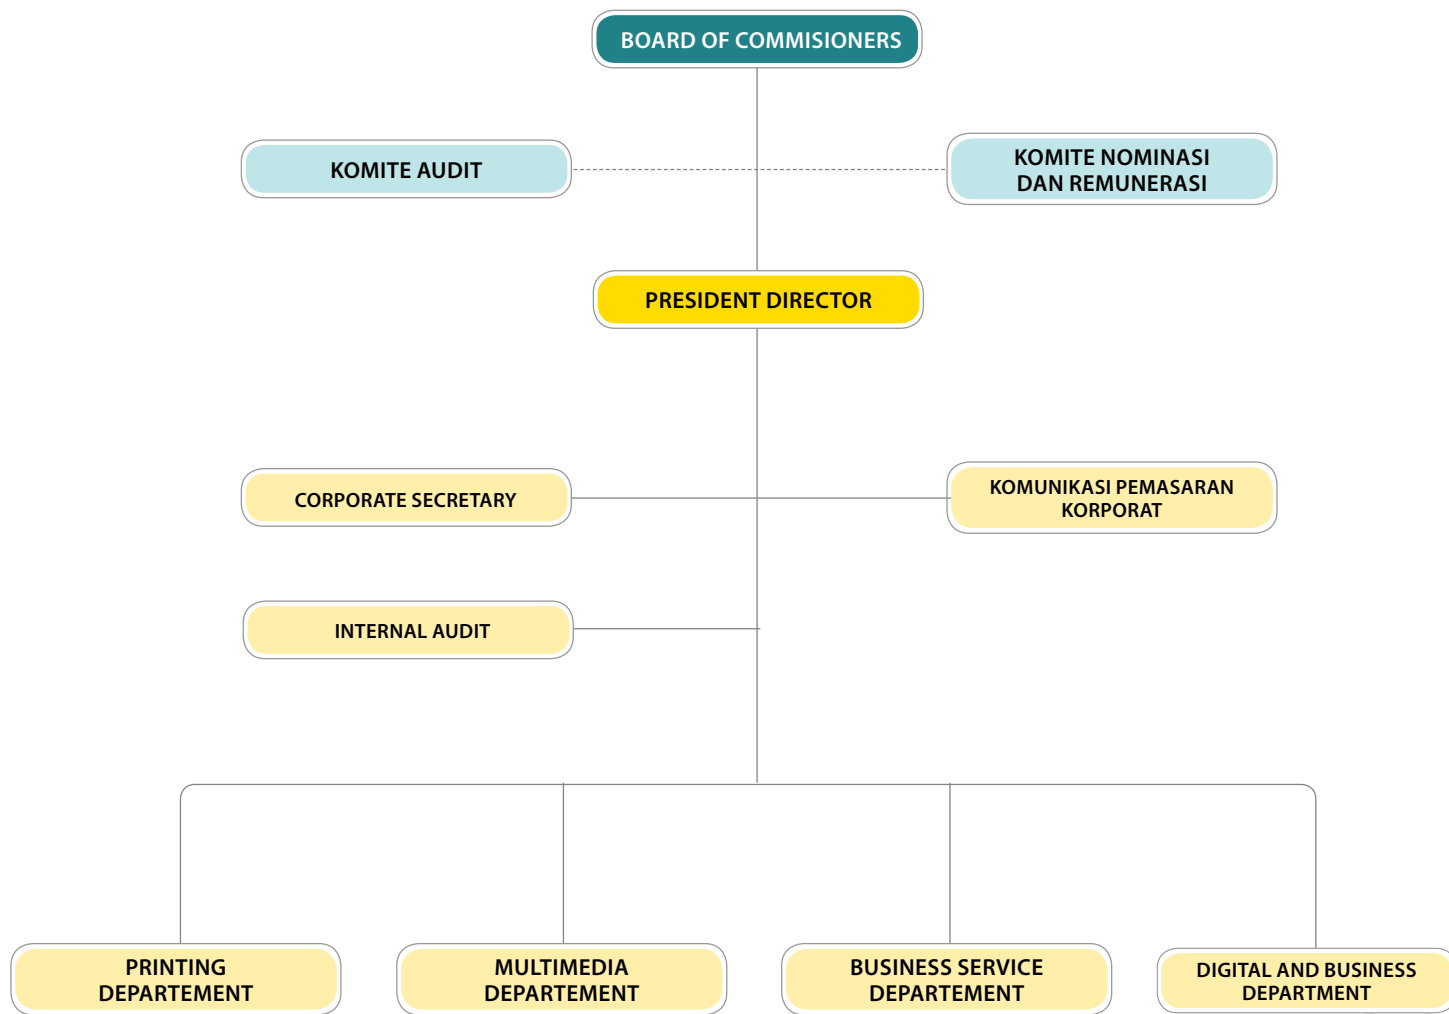 BOARD OF COMMISIONERS
KOMITE AUDIT
KOMITE NOMINASI
DAN REMUNERASI
PRESIDENT DIRECTOR
CORPORATE SECRETARY
KOMUNIKASI PEMASARAN
KORPORAT
INTERNAL AUDIT
PRINTING
DEPARTEMENT
MULTIMEDIA
DEPARTEMENT
BUSINESS SERVICE
DEPARTEMENT
DIGITAL AND BUSINESS
DEPARTMENT